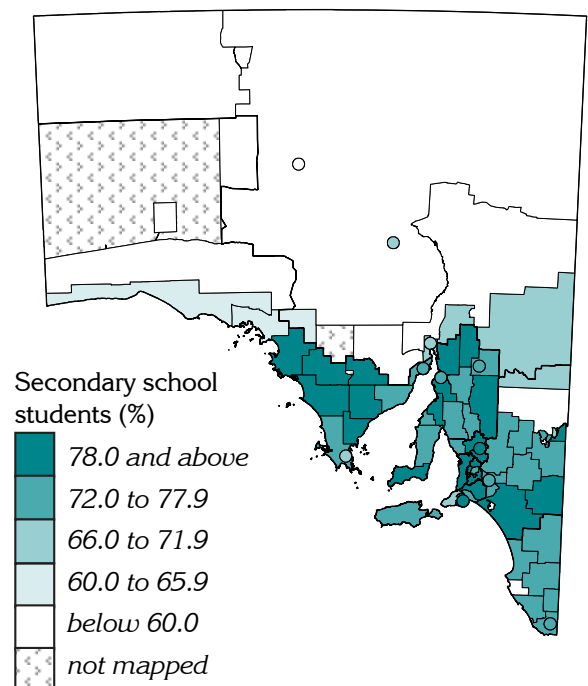 Secondary school
students (%)
78.0 and above
72.0 to 77.9
66.0 to 71.9
60.0 to 65.9
below 60.0
not mapped